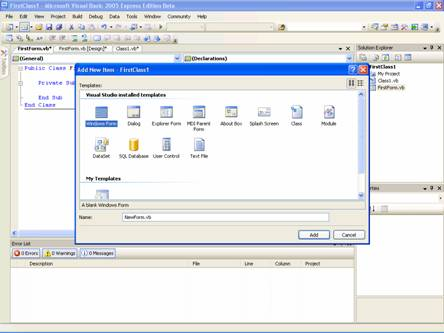 FirstClass1 - Microsoft Visual Basic 2005 Express Edition Beta
File Edit View Project Build Debug Data Tools Window Community Help
FirstForm.vb* FirstForm.vb [Design]* Class1.vb*
(General) (Declarations)
Public Class F
Private Sub
End Sub
End Class
Toolbox
Solution Explorer
FirstClass1
My Project
Class1.vb
FirstForm.vb
Add New Item - FirstClass1
Templates:
Visual Studio installed templates
Windows Form Dialog Explorer Form MDI Parent Form About Box Splash Screen Class Module
DataSet SQL Database User Control Text File
My Templates
A blank Windows Form
Name: NewForm.vb
Add Cancel
Error List
0 Errors 0 Warnings 0 Messages
Description File Line Column Project